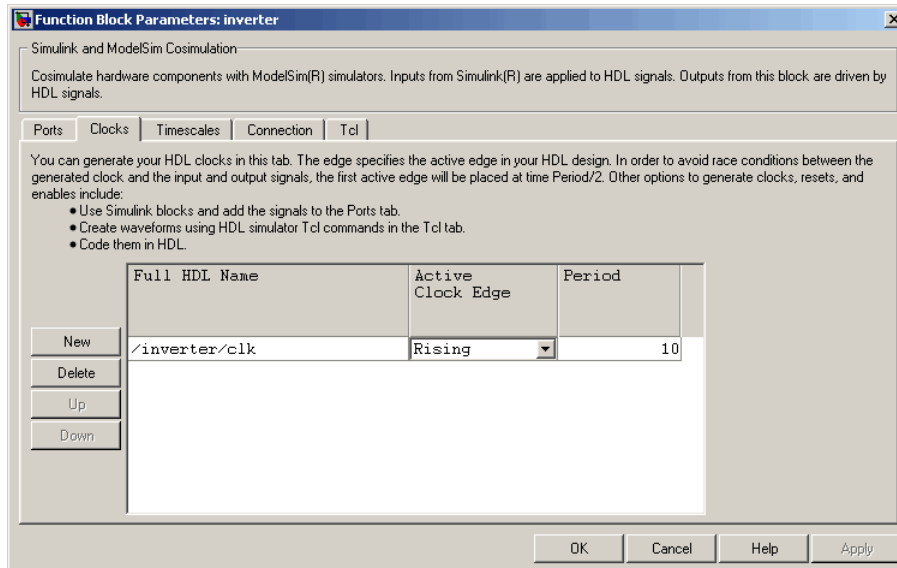 Function Block Parameters: inverter
Simulink and ModelSim Cosimulation
Cosimulate hardware components with ModelSim(R) simulators. Inputs from Simulink(R) are applied to HDL signals. Outputs from this block are driven by
HDL signals.
Ports Clocks Timescales Connection Tcl
You can generate your HDL clocks in this tab. The edge specifies the active edge in your HDL design. In order to avoid race conditions between the
generated clock and the input and output signals, the first active edge will be placed at time Period/2. Other options to generate clocks, resets, and
enables include:
● Use Simulink blocks and add the signals to the Ports tab.
● Create waveforms using HDL simulator Tcl commands in the Tcl tab.
● Code them in HDL.
Full HDL Name Active Period
Clock Edge
New
/inverter/clk Rising 10
Delete
Up
Down
OK Cancel Help Apply